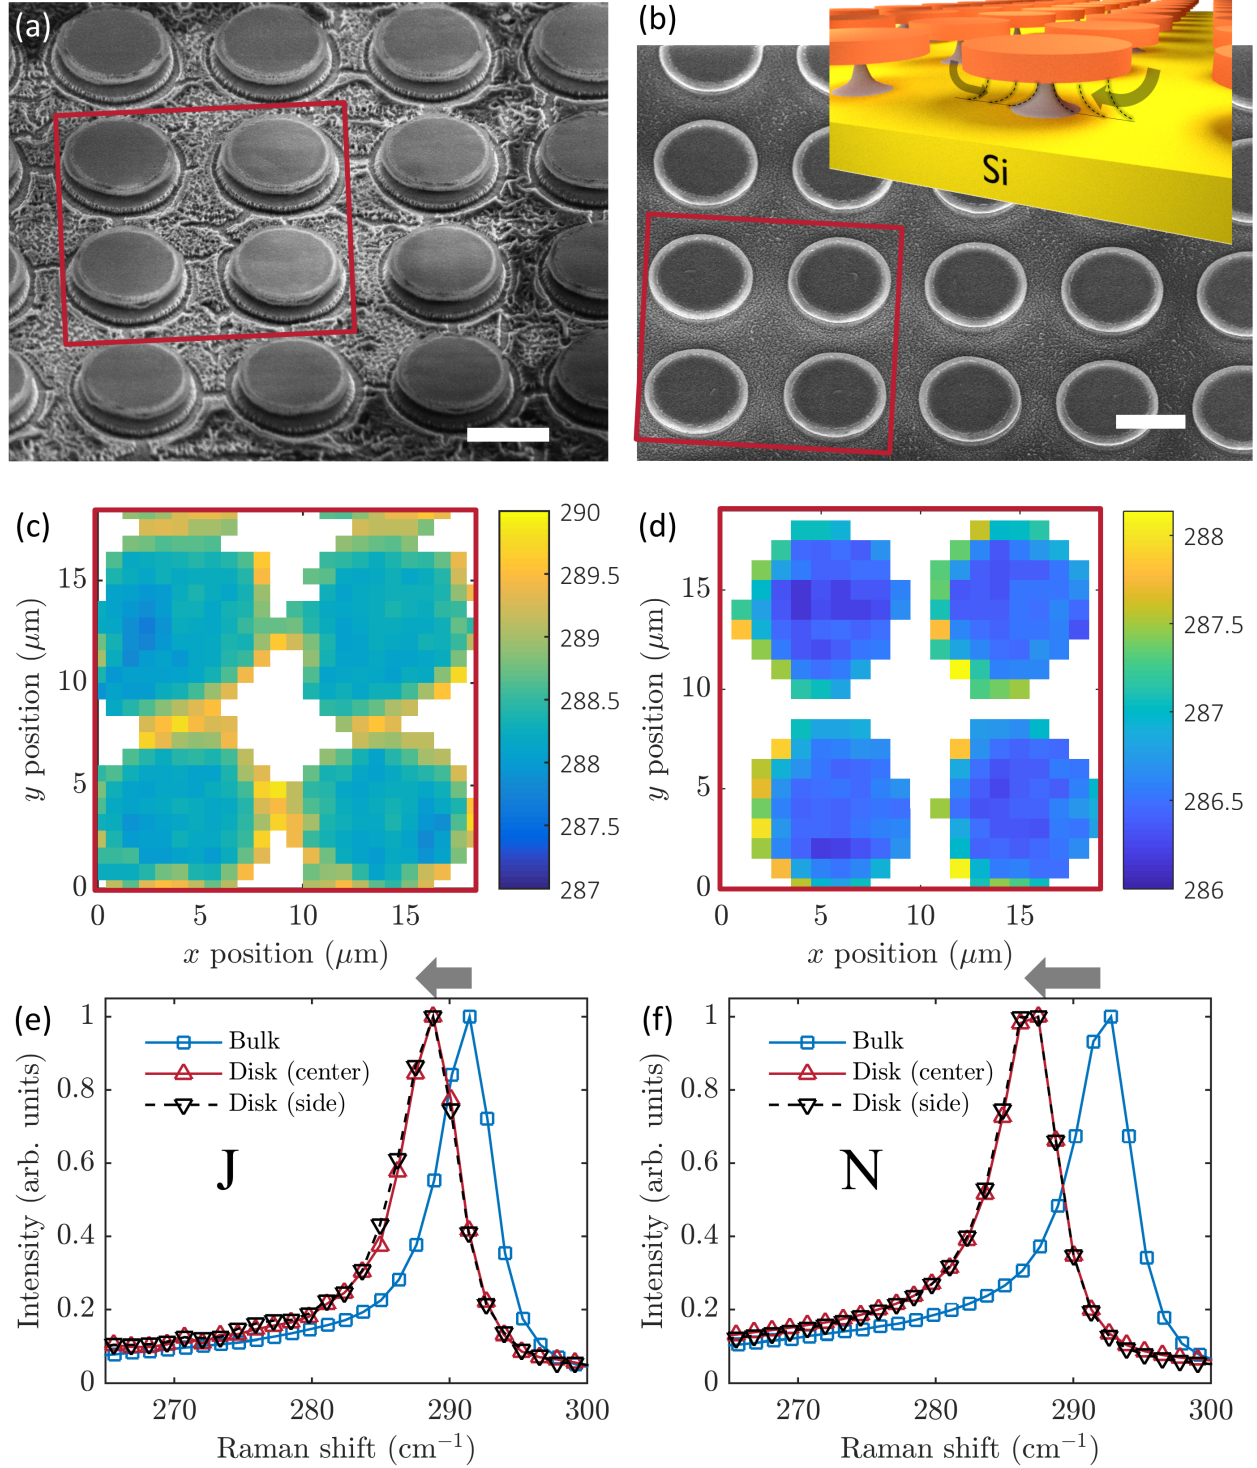 (a)
(b)
Si
(c)
290
289.5
289
288.5
288
287.5
287
15
10
5
0
y position (μm)
0 5 10 15
x position (μm)
(d)
288
287.5
287
286.5
286
15
10
5
0
y position (μm)
0 5 10 15
x position (μm)
(e)
1
0.8
0.6
0.4
0.2
0
Intensity (arb. units)
Bulk
Disk (center)
Disk (side)
J
270 280 290 300
Raman shift (cm⁻¹)
(f)
1
0.8
0.6
0.4
0.2
0
Intensity (arb. units)
Bulk
Disk (center)
Disk (side)
N
270 280 290 300
Raman shift (cm⁻¹)